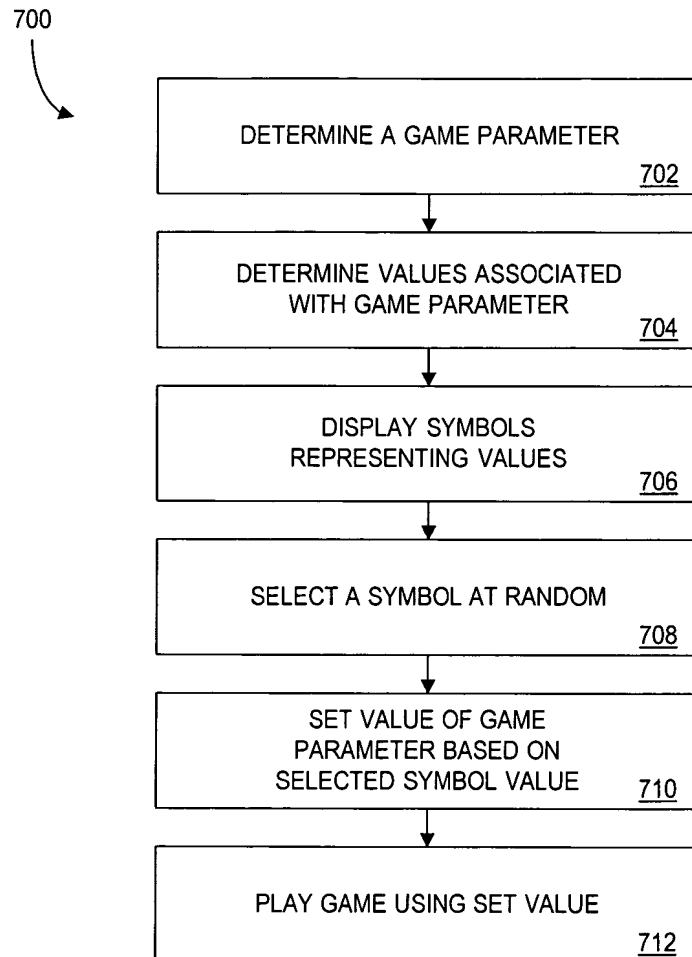 700
DETERMINE A GAME PARAMETER
702
DETERMINE VALUES ASSOCIATED
WITH GAME PARAMETER
704
DISPLAY SYMBOLS
REPRESENTING VALUES
706
SELECT A SYMBOL AT RANDOM
708
SET VALUE OF GAME
PARAMETER BASED ON
SELECTED SYMBOL VALUE
710
PLAY GAME USING SET VALUE
712